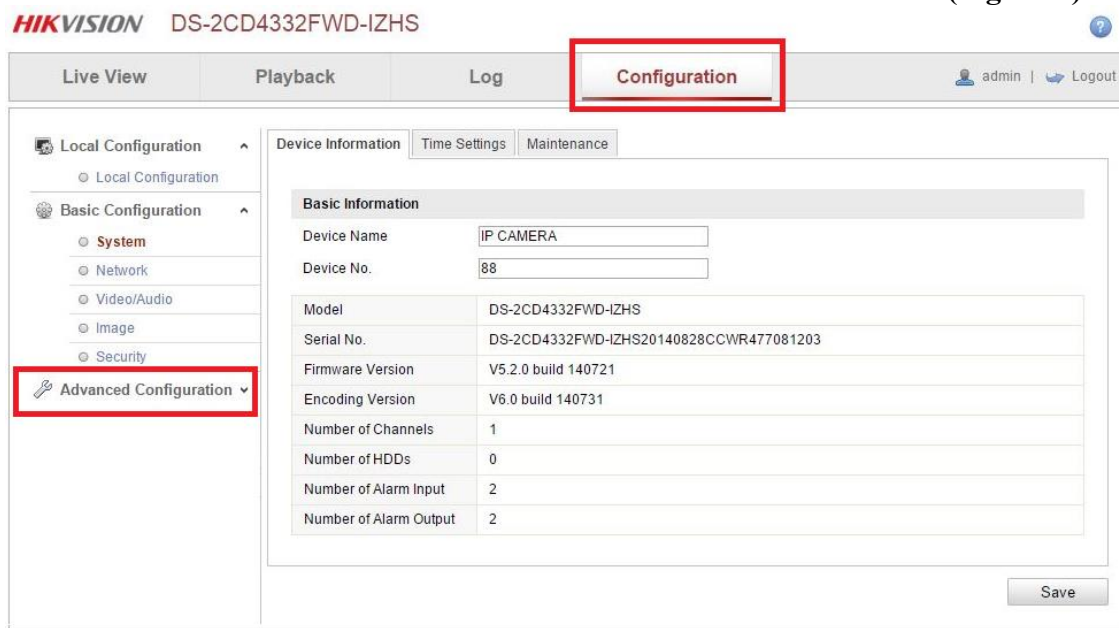 HIKVISION DS-2CD4332FWD-IZHS
?
Live View Playback Log Configuration admin | Logout
Local Configuration
Local Configuration
Basic Configuration
System
Network
Video/Audio
Image
Security
Advanced Configuration
Device Information Time Settings Maintenance
Basic Information
Device Name IP CAMERA
Device No. 88
Model DS-2CD4332FWD-IZHS
Serial No. DS-2CD4332FWD-IZHS20140828CCWR477081203
Firmware Version V5.2.0 build 140721
Encoding Version V6.0 build 140731
Number of Channels 1
Number of HDDs 0
Number of Alarm Input 2
Number of Alarm Output 2
Save